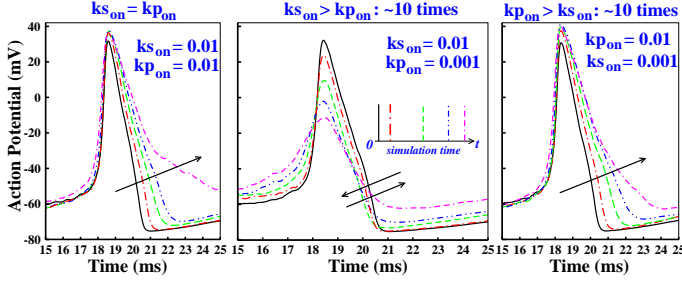 ks_on = kp_on
ks_on > kp_on : ~10 times
kp_on > ks_on : ~10 times
ks_on = 0.01
kp_on = 0.01
ks_on = 0.01
kp_on = 0.001
kp_on = 0.01
ks_on = 0.001
0
simulation time
t
Action Potential (mV)
40
20
0
-20
-40
-60
-80
15 16 17 18 19 20 21 22 23 24 25
15 16 17 18 19 20 21 22 23 24 25
15 16 17 18 19 20 21 22 23 24 25
Time (ms)
Time (ms)
Time (ms)